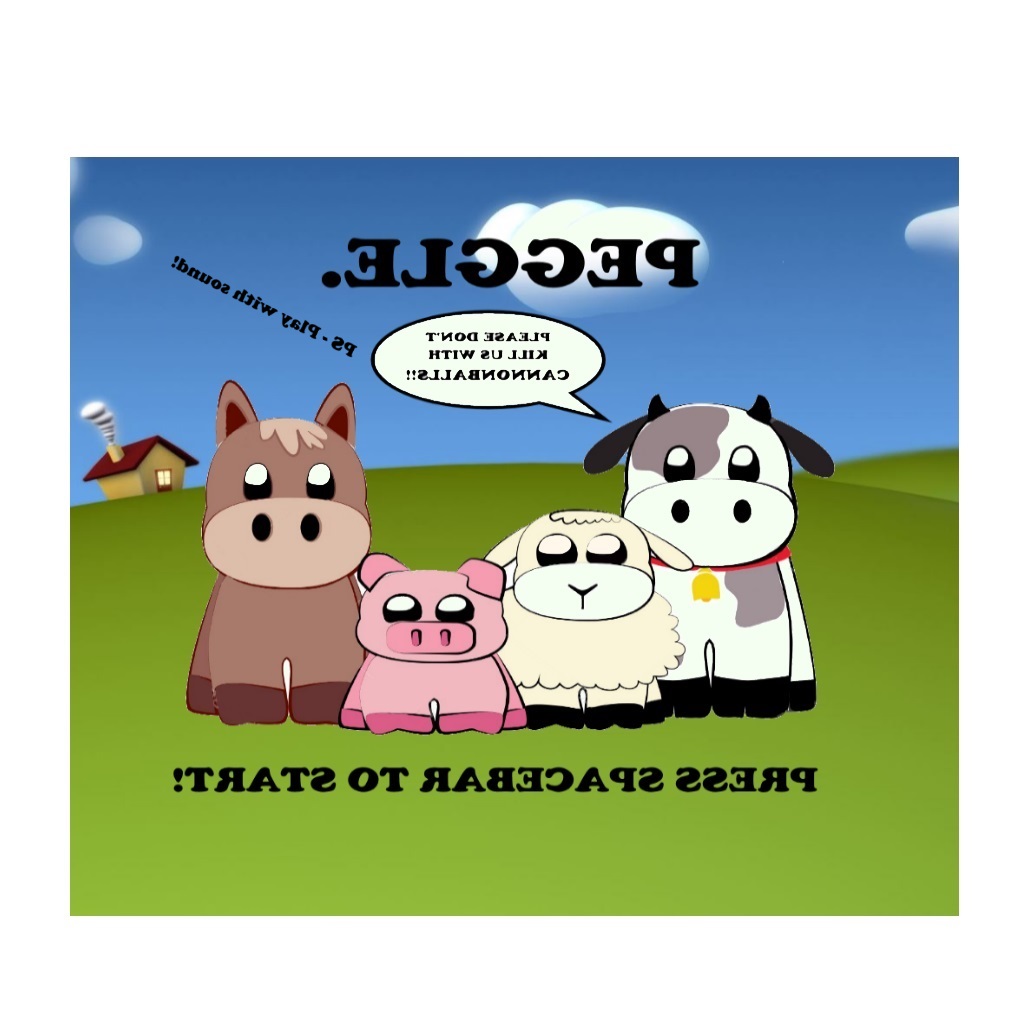 PEGGLE.
PS - Play with sound!
PLEASE DON'T
KILL US WITH
CANNONBALLS!!
PRESS SPACEBAR TO START!